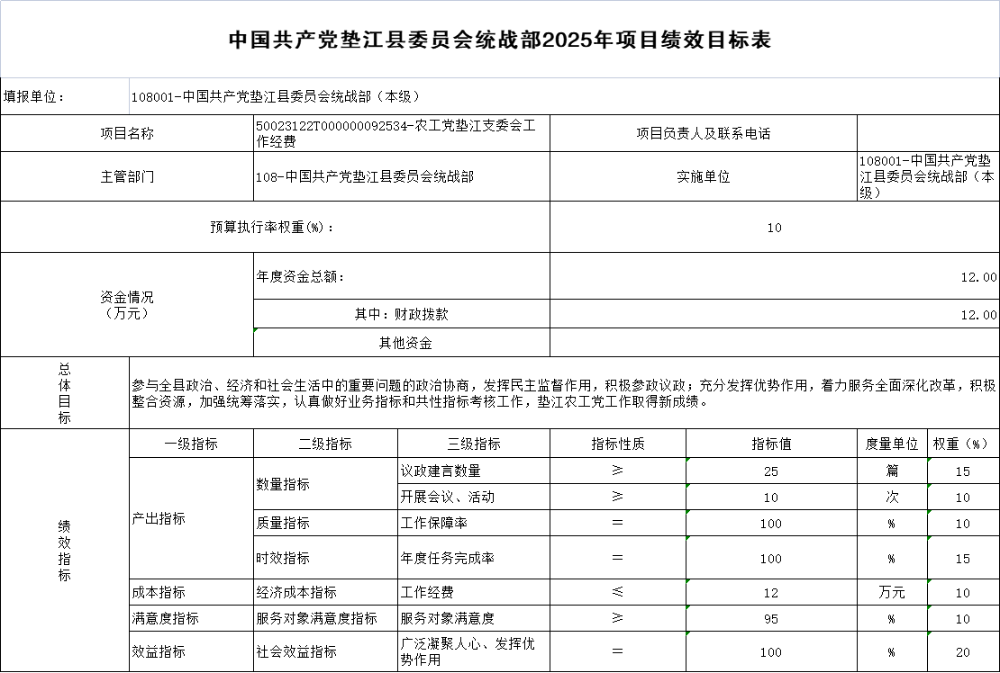 中国共产党垫江县委员会统战部2025年项目绩效目标表
填报单位：
108001-中国共产党垫江县委员会统战部（本级）
项目名称
50023122T000000092534-农工党垫江支委会工
作经费
项目负责人及联系电话
主管部门
108-中国共产党垫江县委员会统战部
实施单位
108001-中国共产党垫
江县委员会统战部（本
级）
预算执行率权重(%)：
10
资金情况
（万元）
年度资金总额：
12.00
其中：财政拨款
12.00
其他资金
总
体
目
标
参与全县政治、经济和社会生活中的重要问题的政治协商，发挥民主监督作用，积极参政议政；充分发挥优势作用，着力服务全面深化改革，积极
整合资源，加强统筹落实，认真做好业务指标和共性指标考核工作，垫江农工党工作取得新成绩。
绩
效
指
标
一级指标
二级指标
三级指标
指标性质
指标值
度量单位
权重（%）
产出指标
数量指标
议政建言数量
≥
25
篇
15
开展会议、活动
≥
10
次
10
质量指标
工作保障率
＝
100
%
10
时效指标
年度任务完成率
＝
100
%
15
成本指标
经济成本指标
工作经费
≤
12
万元
10
满意度指标
服务对象满意度指标
服务对象满意度
≥
95
%
10
效益指标
社会效益指标
广泛凝聚人心、发挥优
势作用
＝
100
%
20